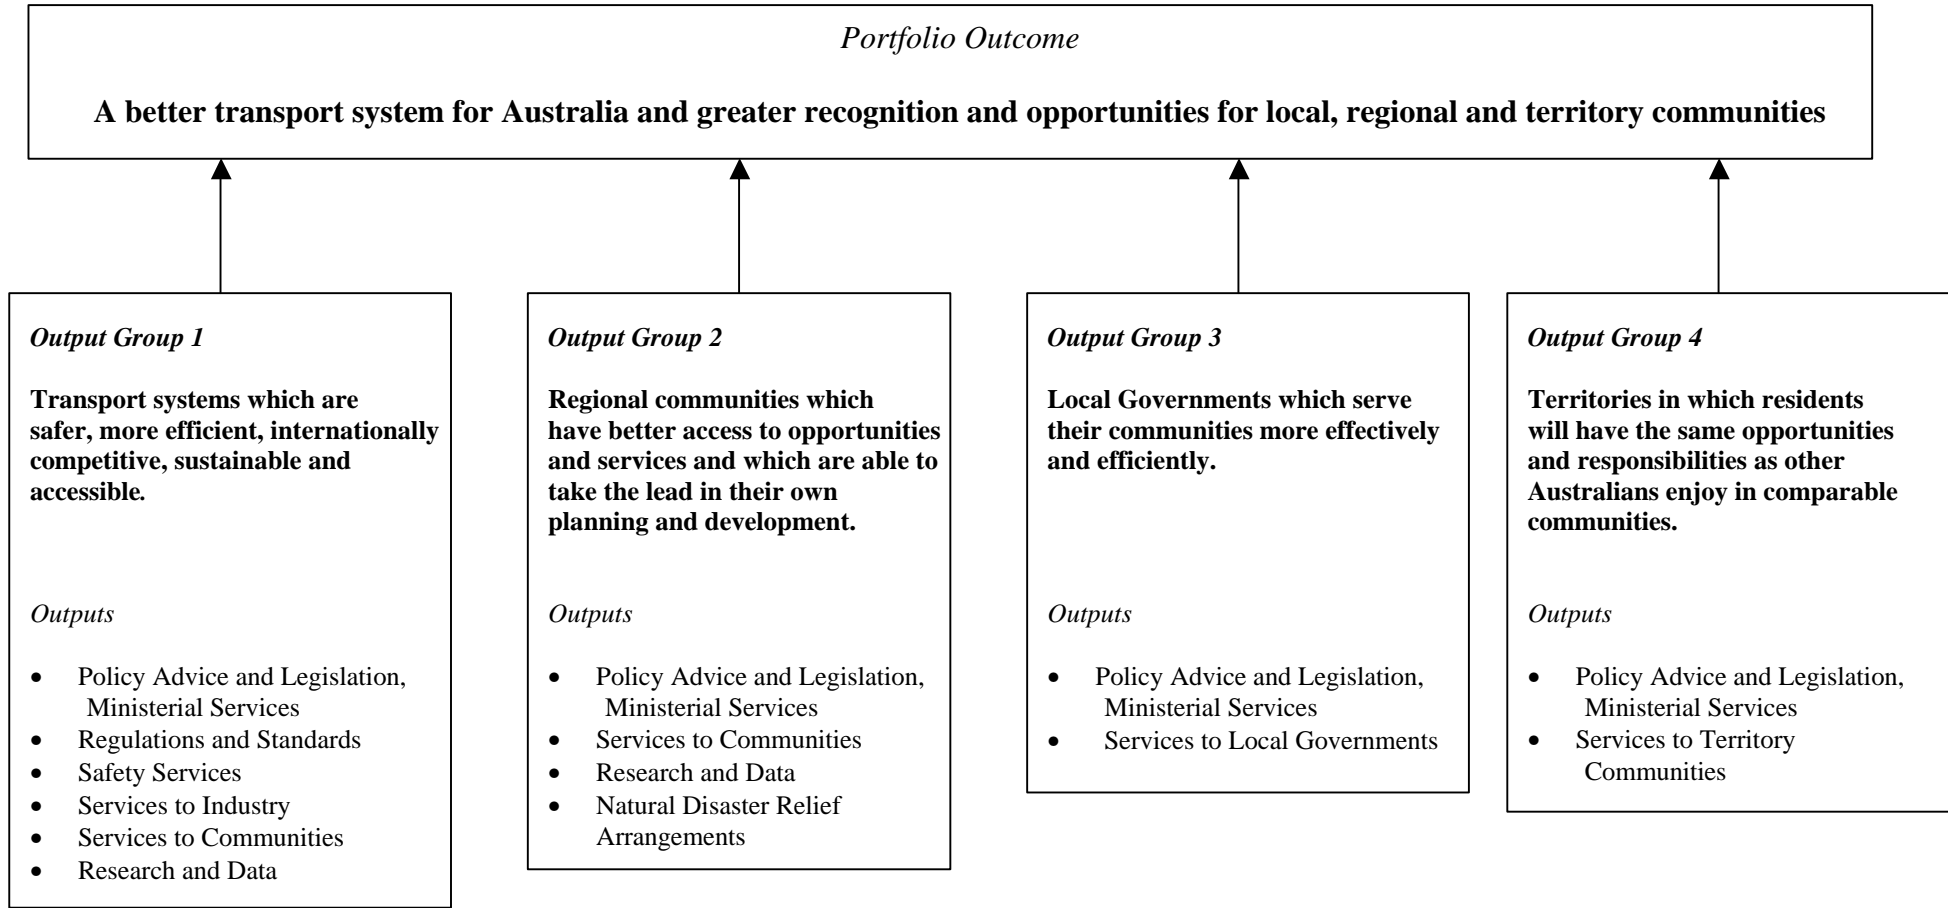 Portfolio Outcome
A better transport system for Australia and greater recognition and opportunities for local, regional and territory communities
Output Group 1
Transport systems which are
safer, more efficient, internationally
competitive, sustainable and
accessible.
Outputs
• Policy Advice and Legislation,
Ministerial Services
• Regulations and Standards
• Safety Services
• Services to Industry
• Services to Communities
• Research and Data
Output Group 2
Regional communities which
have better access to opportunities
and services and which are able to
take the lead in their own
planning and development.
Outputs
• Policy Advice and Legislation,
Ministerial Services
• Services to Communities
• Research and Data
• Natural Disaster Relief
Arrangements
Output Group 3
Local Governments which serve
their communities more effectively
and efficiently.
Outputs
• Policy Advice and Legislation,
Ministerial Services
• Services to Local Governments
Output Group 4
Territories in which residents
will have the same opportunities
and responsibilities as other
Australians enjoy in comparable
communities.
Outputs
• Policy Advice and Legislation,
Ministerial Services
• Services to Territory
Communities